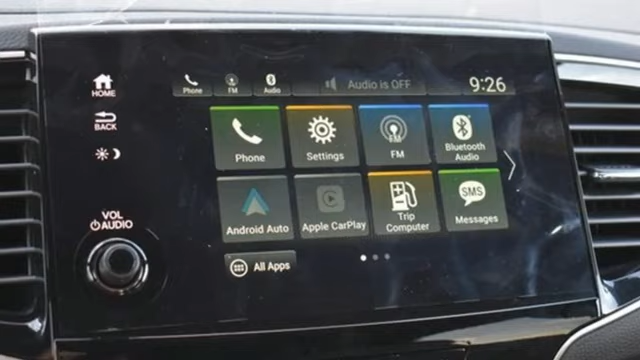 HOME
BACK
VOL
AUDIO
Phone
FM
Audio
Audio is OFF
9:26
Phone
Settings
FM
Bluetooth
Audio
Android Auto
Apple CarPlay
Trip
Computer
SMS
Messages
All Apps